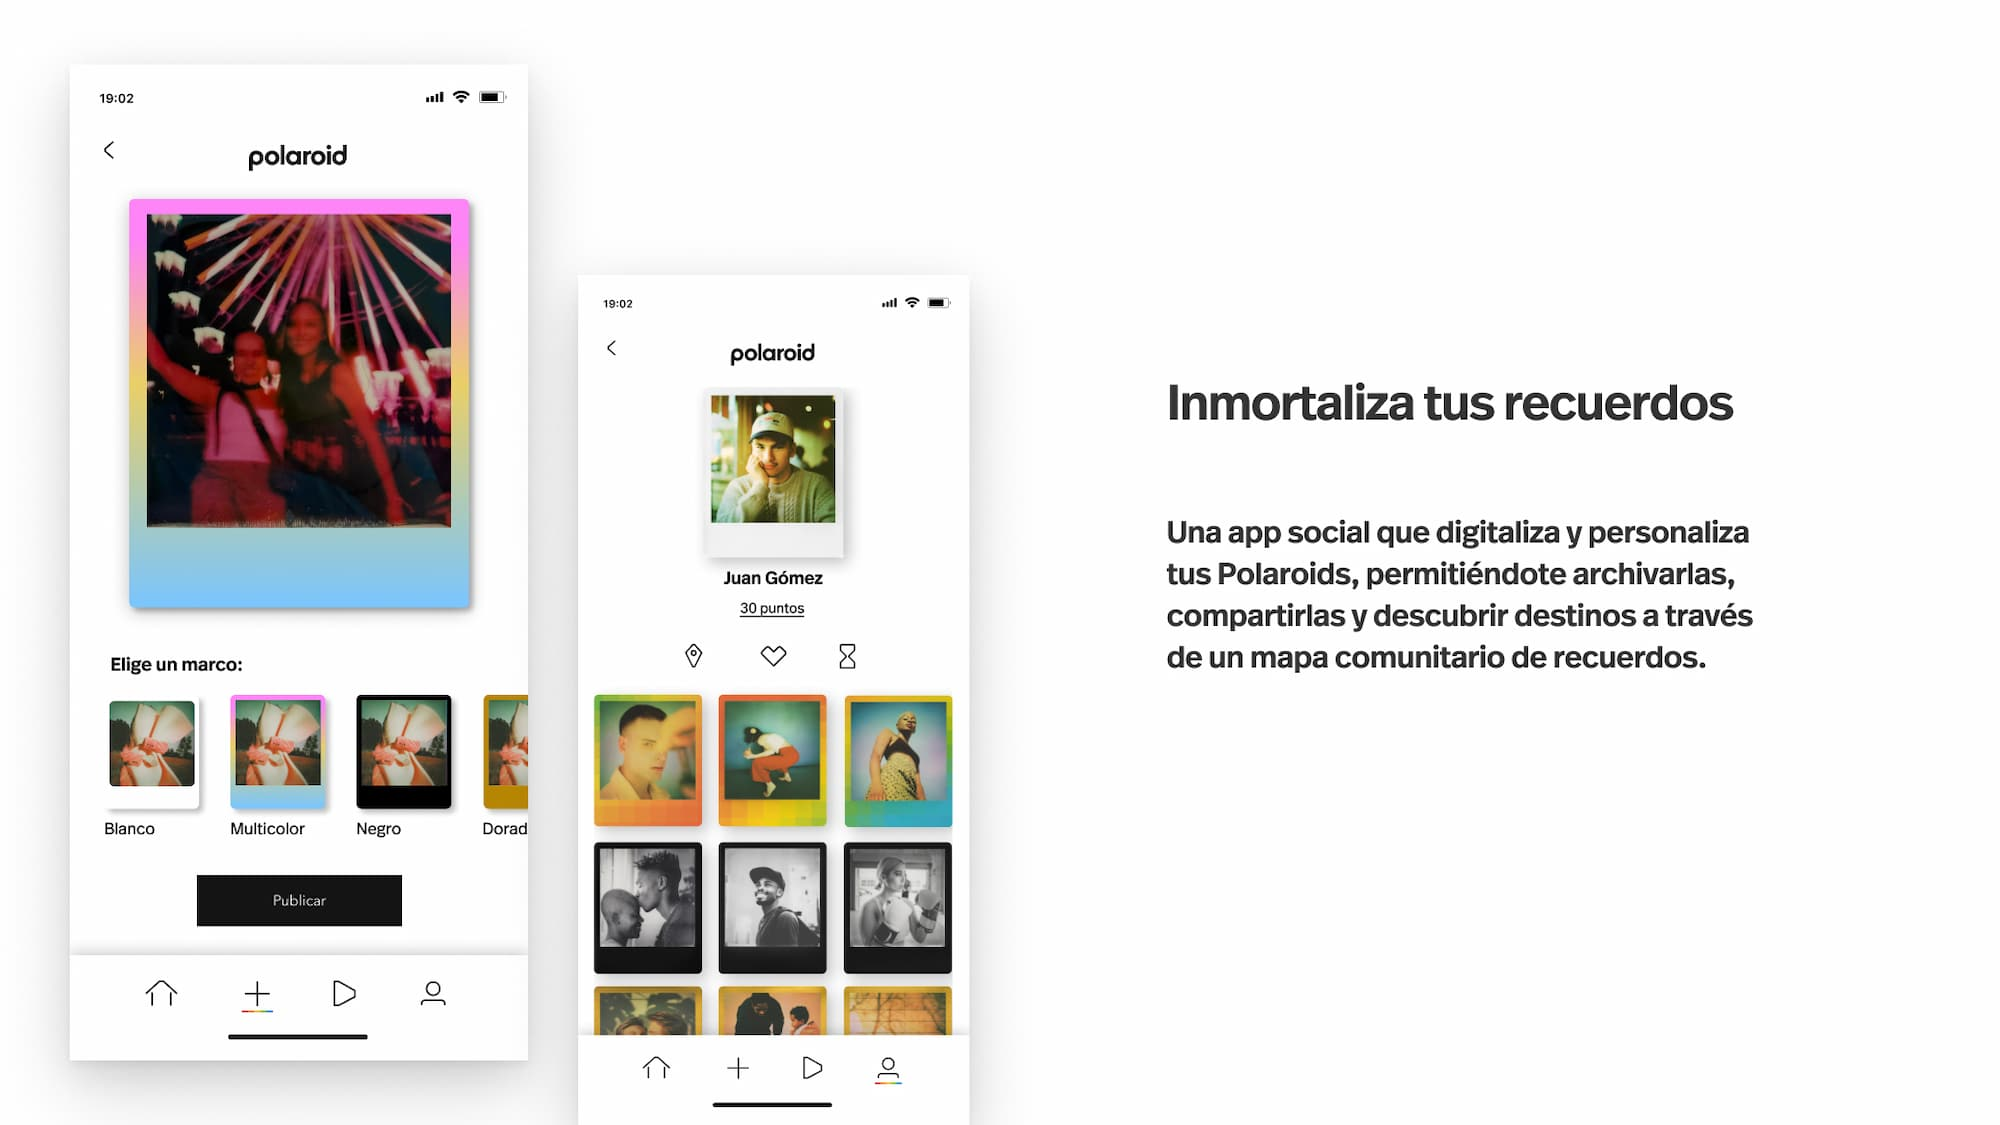 19:02
polaroid
Elige un marco:
Blanco
Multicolor
Negro
Dorad
Publicar
19:02
polaroid
Juan Gómez
30 puntos
Inmortaliza tus recuerdos
Una app social que digitaliza y personaliza
tus Polaroids, permitiéndote archivarlas,
compartirlas y descubrir destinos a través
de un mapa comunitario de recuerdos.